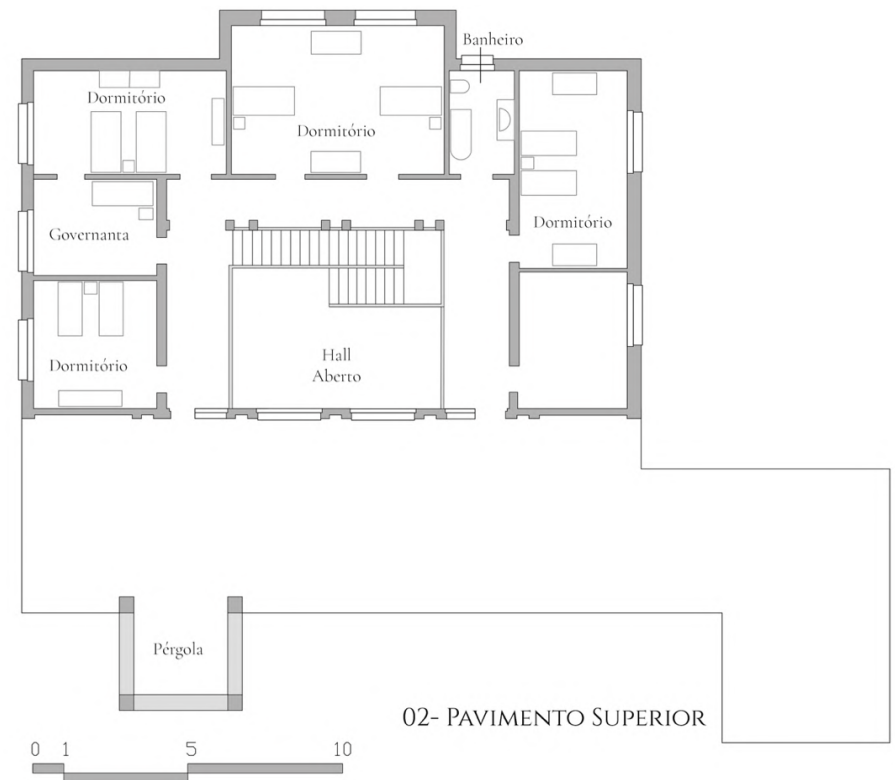 Banheiro
Dormitório
Dormitório
Dormitório
Governanta
Hall
Aberto
Dormitório
Pérgola
02- Pavimento Superior
0 1 5 10